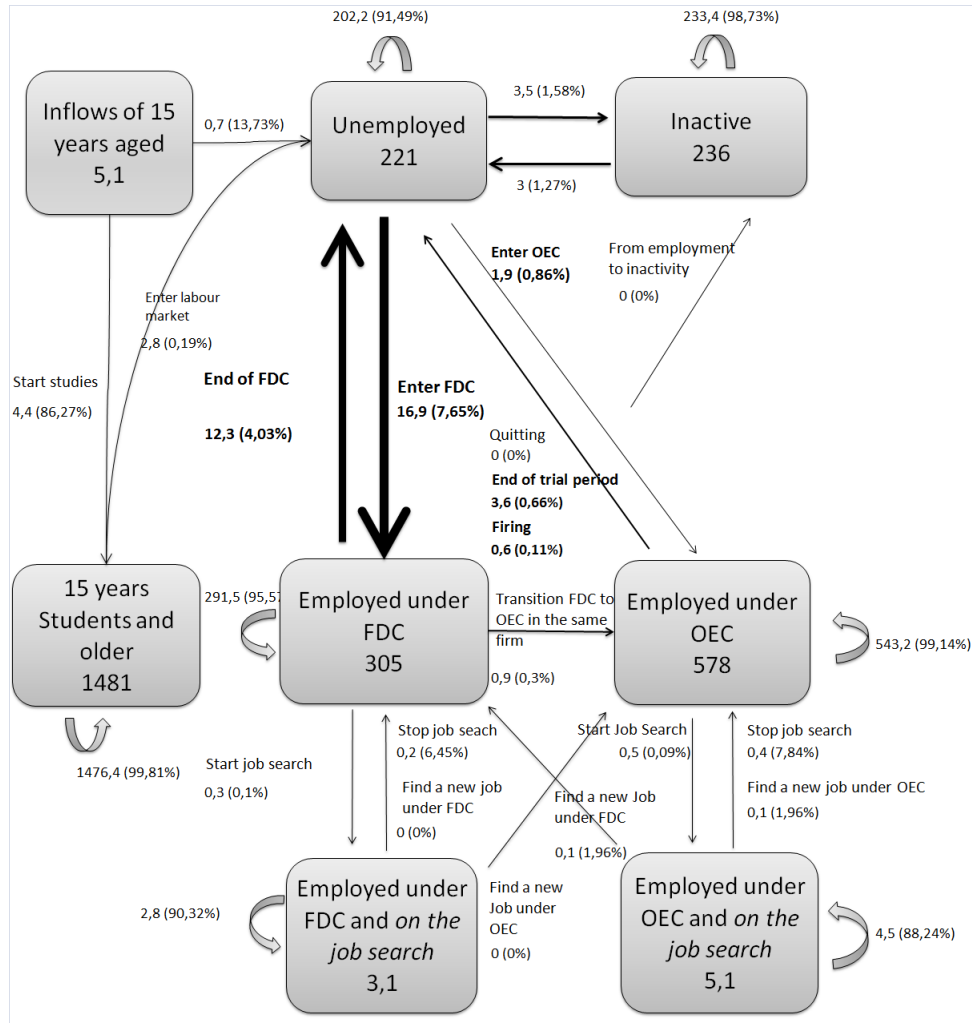 202,2 (91,49%)
233,4 (98,73%)
Inflows of 15
years aged
5,1
0,7 (13,73%)
Unemployed
221
3,5 (1,58%)
3 (1,27%)
Inactive
236
Enter OEC
1,9 (0,86%)
From employment
to inactivity
0 (0%)
Enter labour
market
2,8 (0,19%)
Start studies
4,4 (86,27%)
End of FDC
12,3 (4,03%)
Enter FDC
16,9 (7,65%)
Quitting
0 (0%)
End of trial period
3,6 (0,66%)
Firing
0,6 (0,11%)
15 years
Students and
older
1481
1476,4 (99,81%)
291,5 (95,57
Employed under
FDC
305
Transition FDC to
OEC in the same
firm
0,9 (0,3%)
Employed under
OEC
578
543,2 (99,14%)
Start job search
0,3 (0,1%)
Stop job seach
0,2 (6,45%)
Find a new job
under FDC
0 (0%)
Start Job Search
0,5 (0,09%)
Stop job search
0,4 (7,84%)
Find a new Job
under FDC
0,1 (1,96%)
Find a new job under OEC
0,1 (1,96%)
2,8 (90,32%)
Employed under
FDC and on the
job search
3,1
Find a new
Job under
OEC
0 (0%)
Employed under
OEC and on the
job search
5,1
4,5 (88,24%)